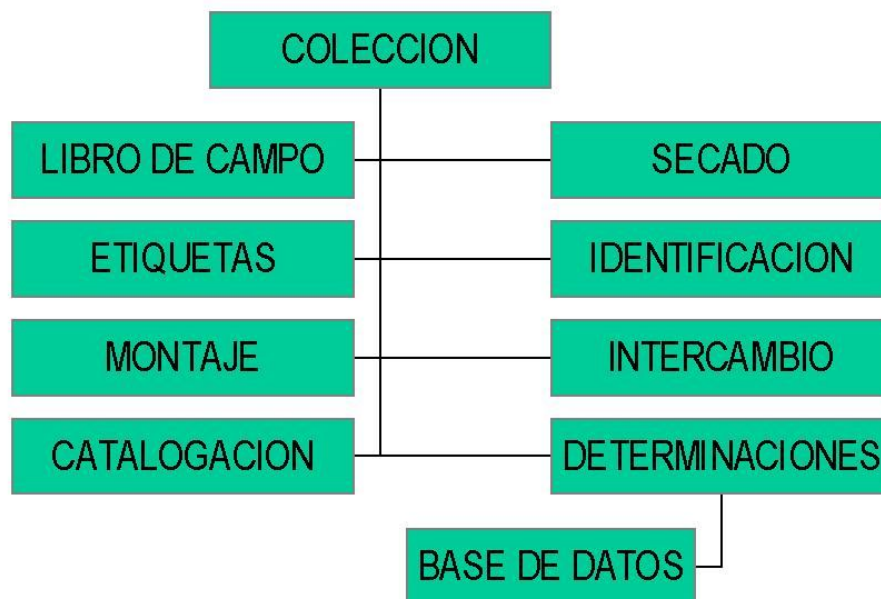 COLECCION
LIBRO DE CAMPO
SECADO
ETIQUETAS
IDENTIFICACION
MONTAJE
INTERCAMBIO
CATALOGACION
DETERMINACIONES
BASE DE DATOS